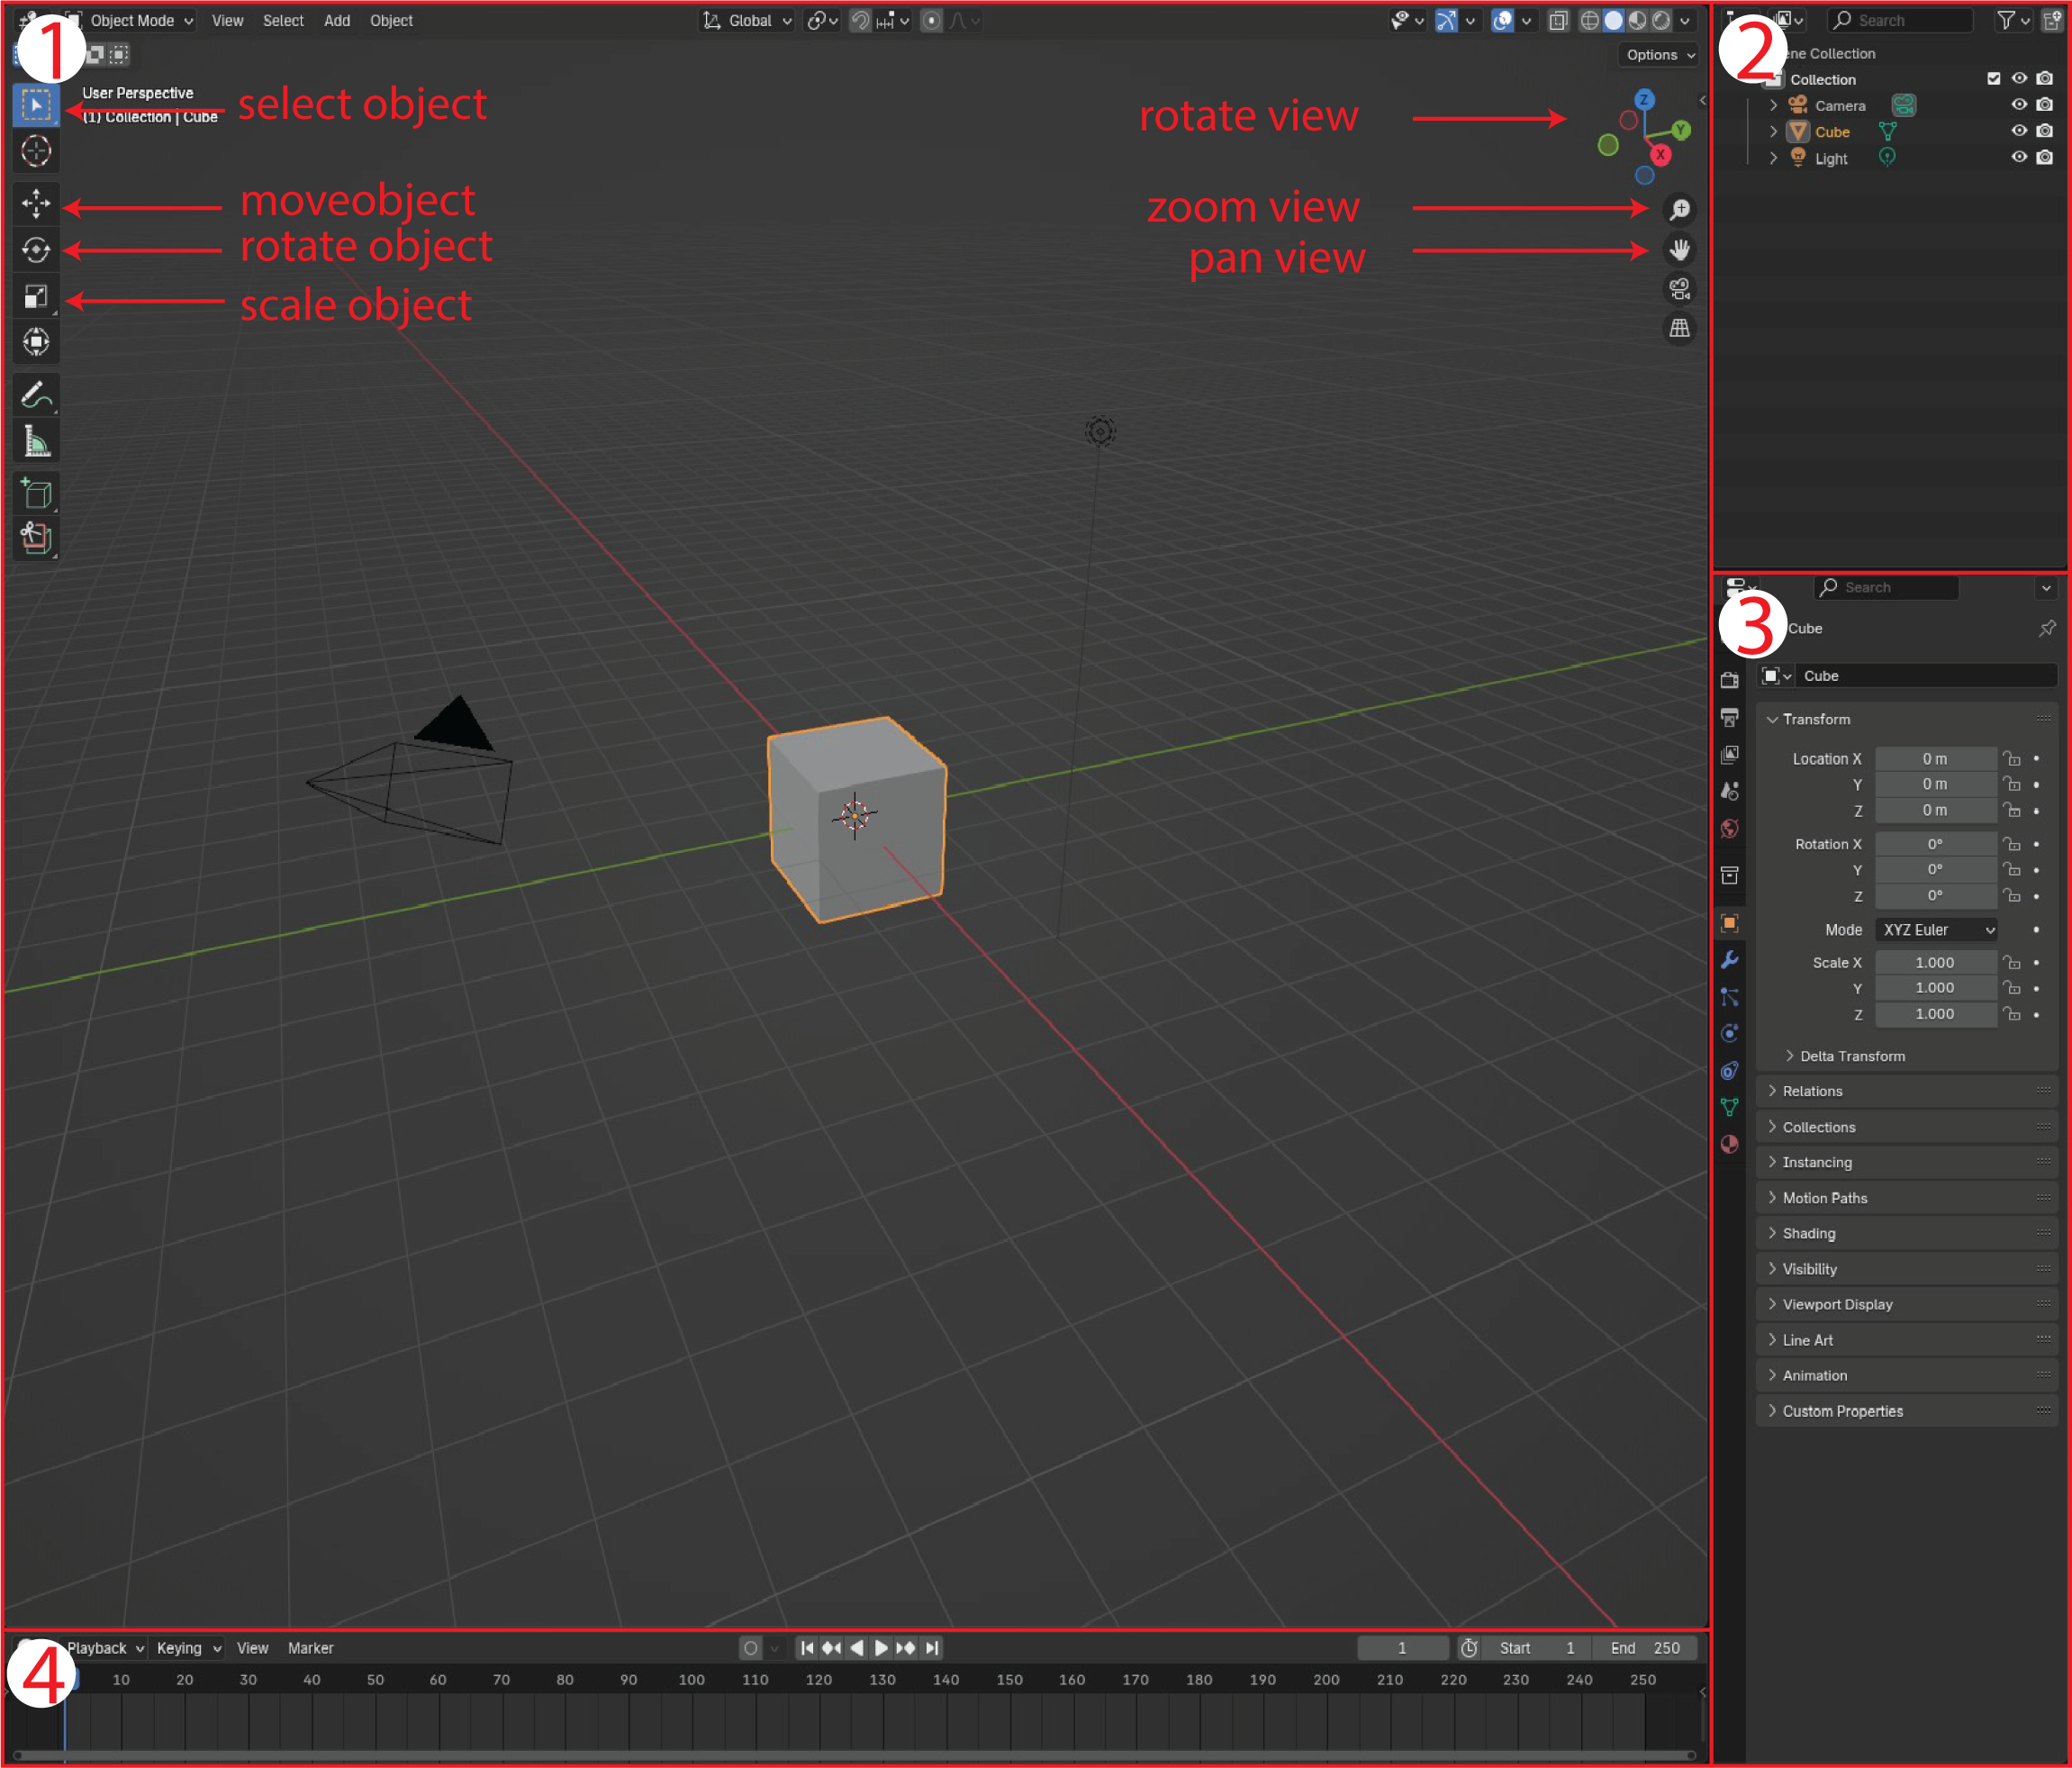 1
Object Mode View Select Add Object
Global
Options
User Perspective
(1) Collection | Cube
select object
moveobject
rotate object
scale object
rotate view
zoom view
pan view
Z
Y
X
2
Search
ne Collection
Collection
Camera
Cube
Light
3
Search
Cube
Cube
Transform
Location X 0 m
Y 0 m
Z 0 m
Rotation X 0°
Y 0°
Z 0°
Mode XYZ Euler
Scale X 1.000
Y 1.000
Z 1.000
Delta Transform
Relations
Collections
Instancing
Motion Paths
Shading
Visibility
Viewport Display
Line Art
Animation
Custom Properties
4
Playback Keying View Marker
1 Start 1 End 250
10 20 30 40 50 60 70 80 90 100 110 120 130 140 150 160 170 180 190 200 210 220 230 240 250